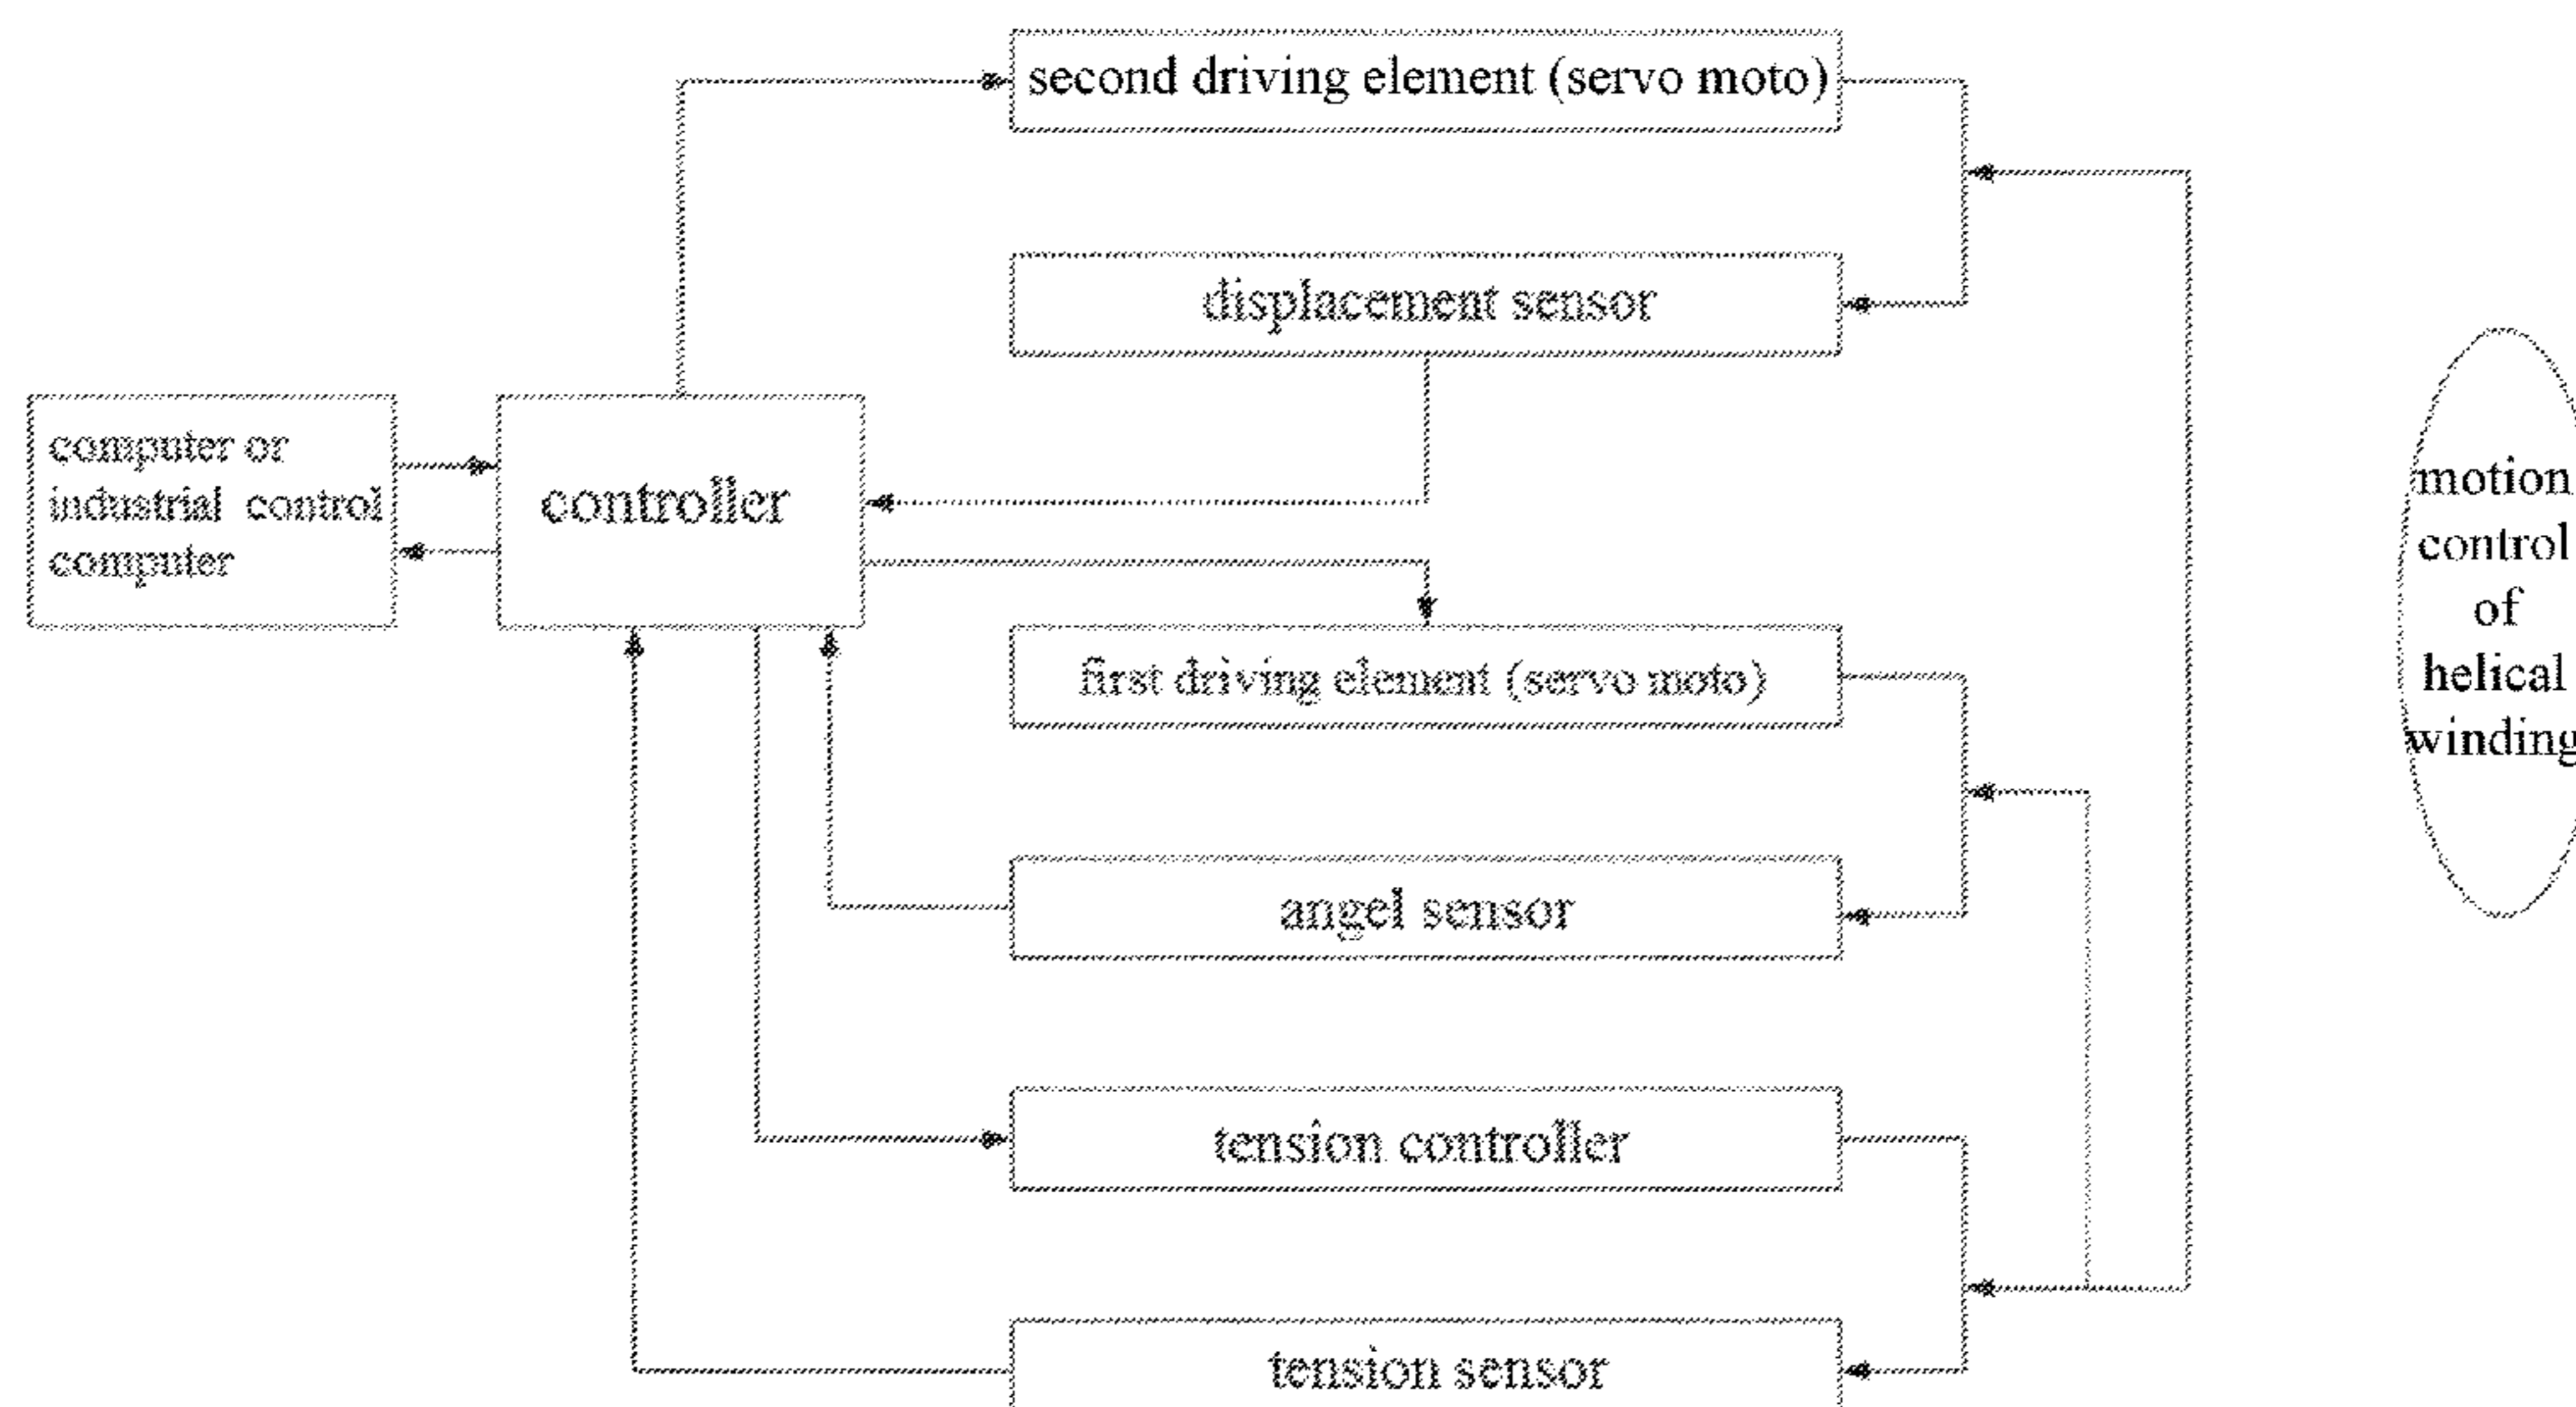 second driving element (servo moto)
displacement sensor
computer or
industrial control
computer
controller
first driving element (servo moto)
angel sensor
tension controller
tension sensor
motion
control
of
helical
winding